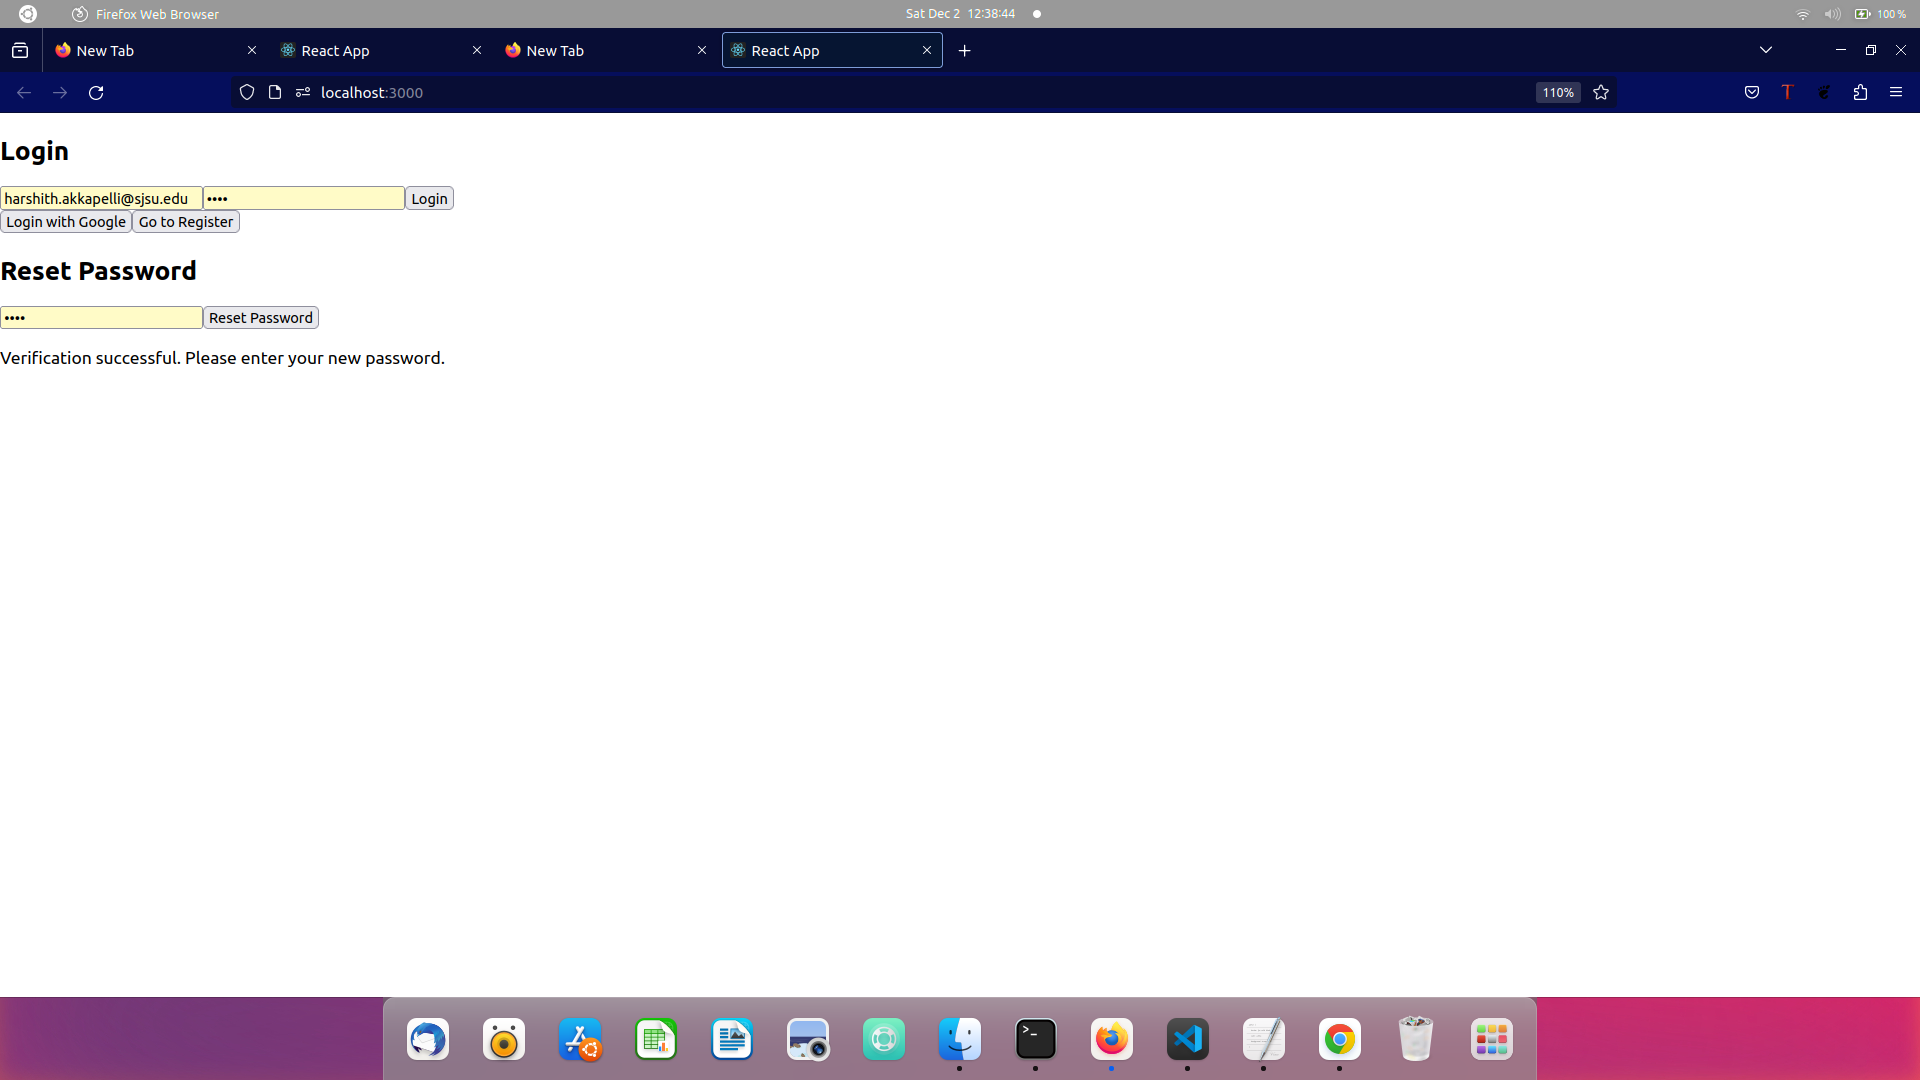 Firefox Web Browser Sat Dec 2 12:38:44 100 %
New Tab React App New Tab React App
localhost:3000 110%
Login
harshith.akkapelli@sjsu.edu •••• Login
Login with Google Go to Register
Reset Password
•••• Reset Password
Verification successful. Please enter your new password.